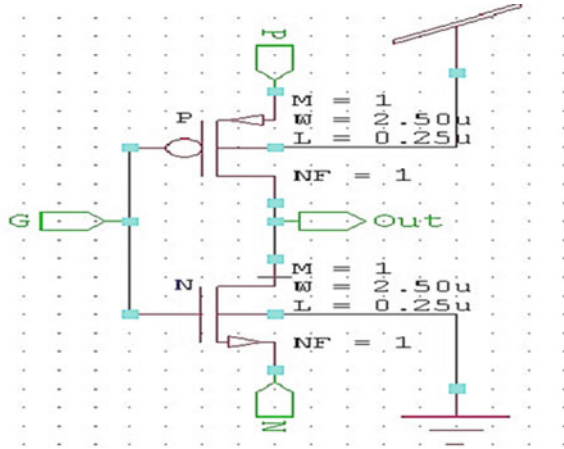 P
P
M = 1
W = 2.50u
L = 0.25u
NF = 1
G
Out
N
M = 1
W = 2.50u
L = 0.25u
NF = 1
N